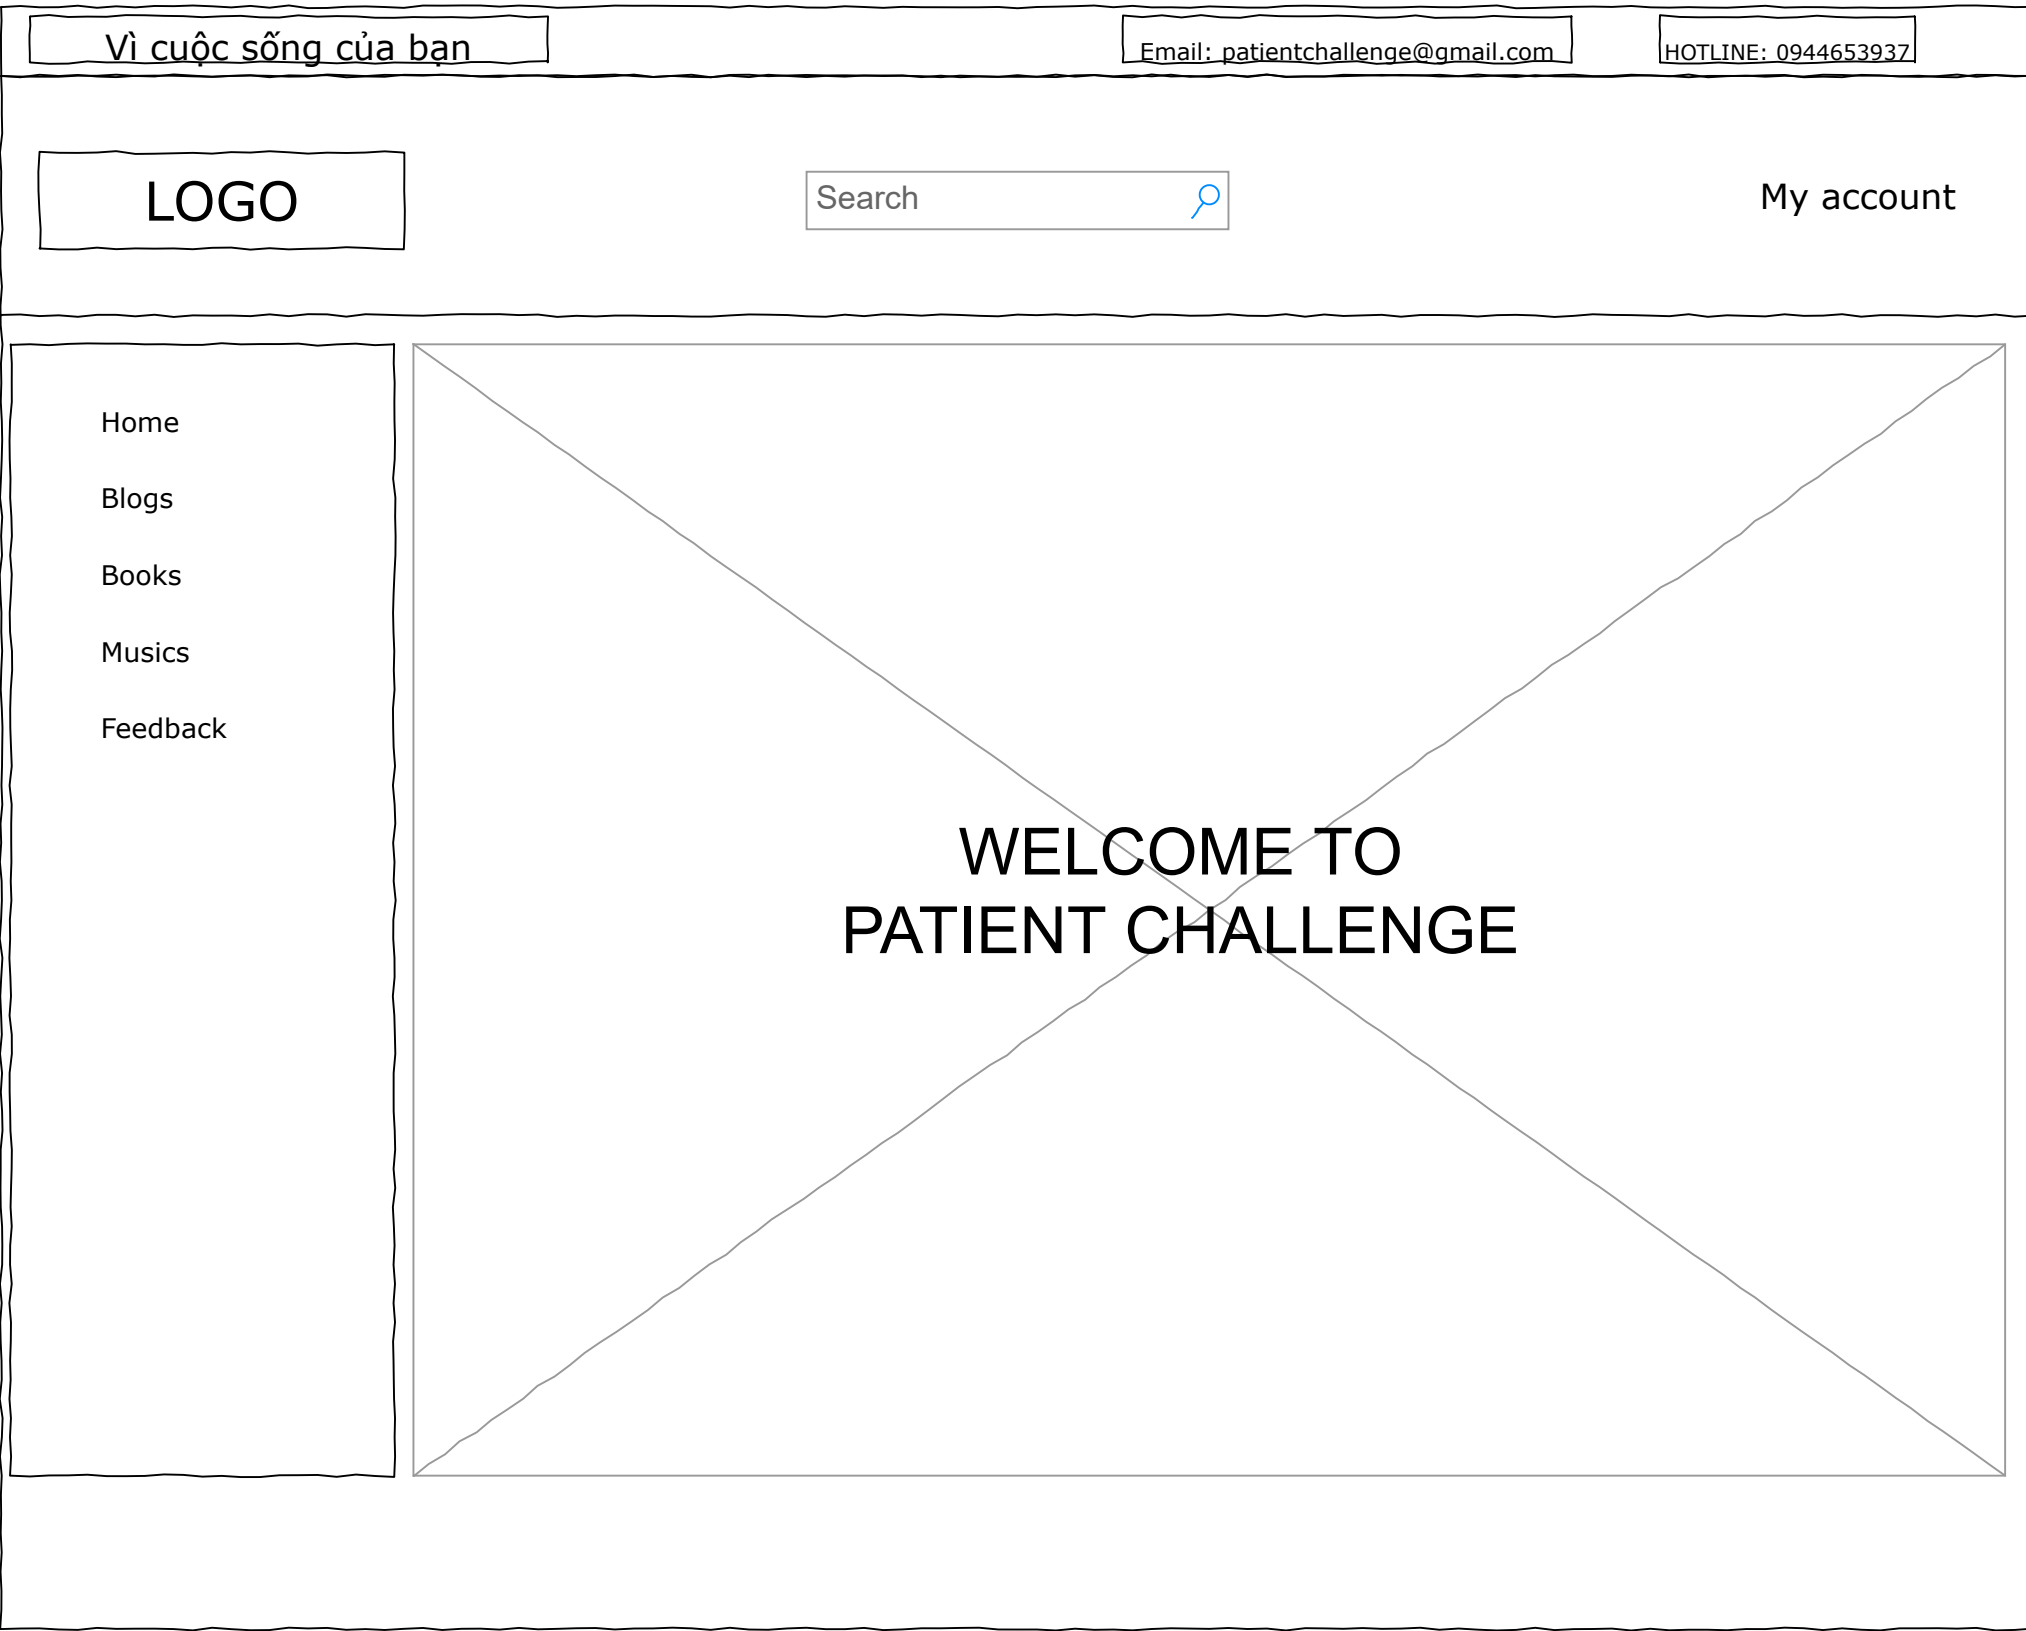 Vì cuộc sống của bạn
Email: patientchallenge@gmail.com
HOTLINE: 0944653937
LOGO
Search
My account
Home
Blogs
Books
Musics
Feedback
WELCOME TO
PATIENT CHALLENGE